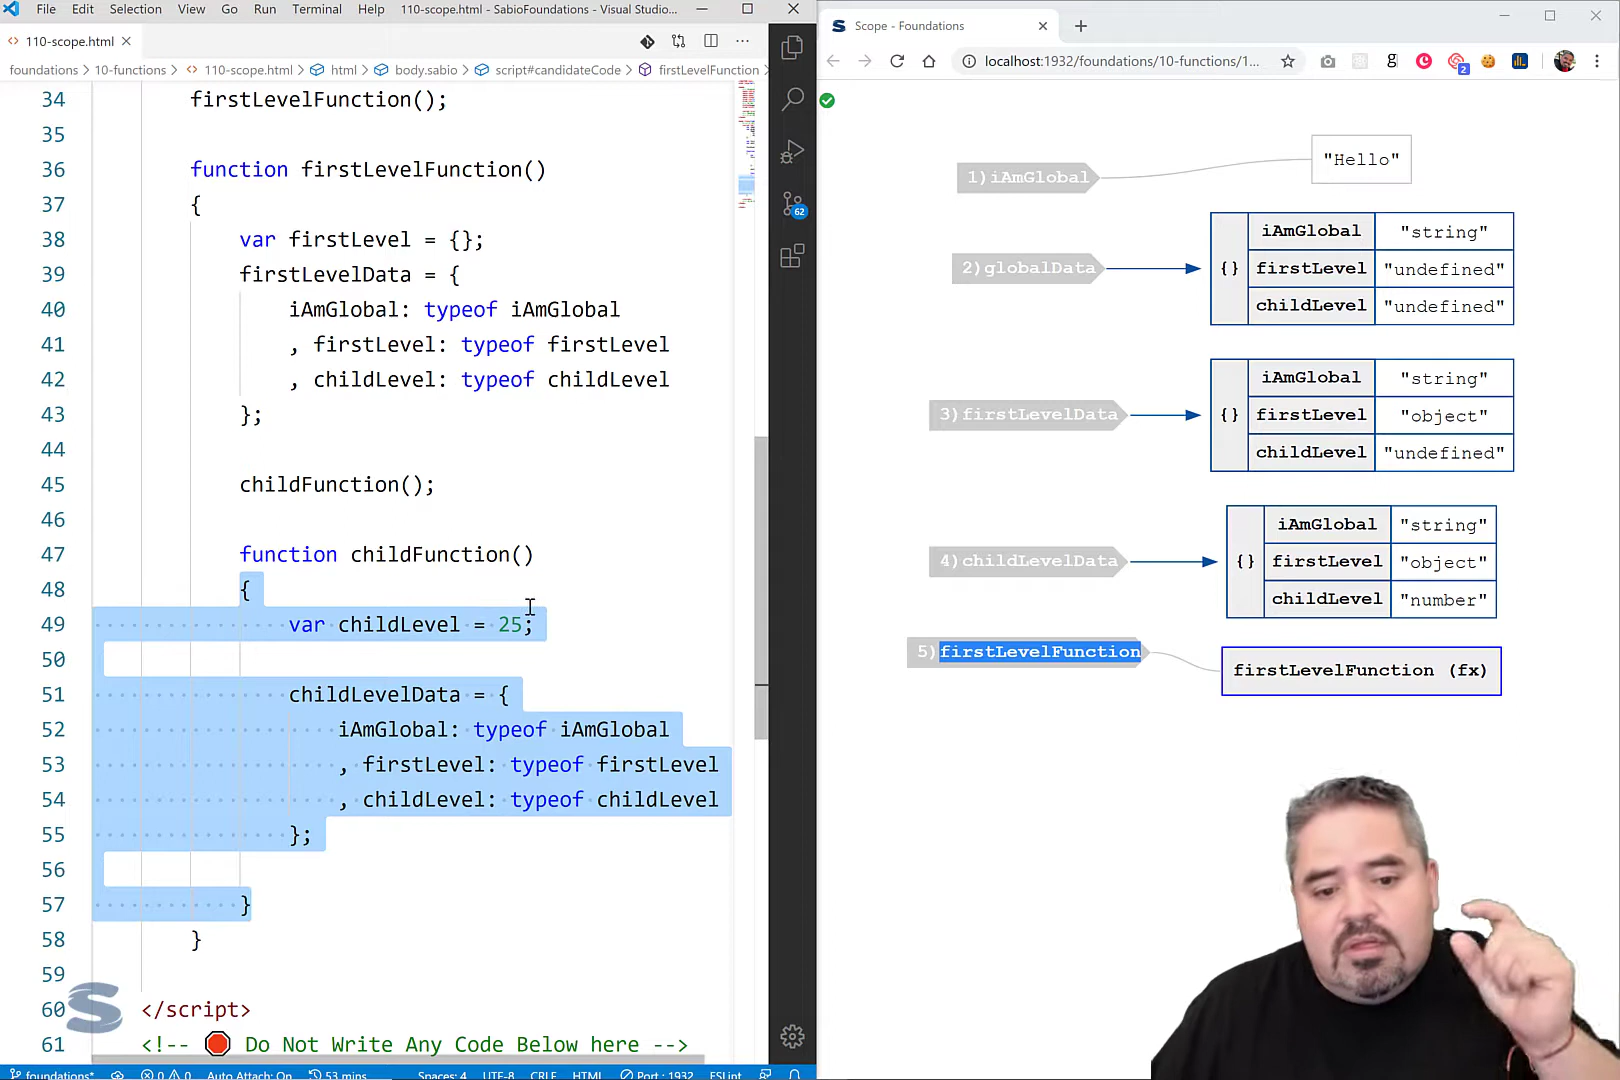 File Edit Selection View Go Run Terminal Help 110-scope.html - SabioFoundations - Visual Studio...
110-scope.html
foundations > 10-functions > 110-scope.html > html > body.sabio > script#candidateCode > firstLevelFunction
34 firstLevelFunction();
35
36 function firstLevelFunction()
37 {
38 var firstLevel = {};
39 firstLevelData = {
40 iAmGlobal: typeof iAmGlobal
41 , firstLevel: typeof firstLevel
42 , childLevel: typeof childLevel
43 };
44
45 childFunction();
46
47 function childFunction()
48 {
49 var childLevel = 25;
50
51 childLevelData = {
52 iAmGlobal: typeof iAmGlobal
53 , firstLevel: typeof firstLevel
54 , childLevel: typeof childLevel
55 };
56
57 }
58 }
59
60 </script>
61 <!-- 🛑 Do Not Write Any Code Below here -->
foundations* 0 0 Auto Attach: On 53 mins Spaces: 4 UTF-8 CRLF HTML Port : 1932 ESLint
62
Scope - Foundations
localhost:1932/foundations/10-functions/1...
2
1)iAmGlobal "Hello"
2)globalData {} iAmGlobal "string"
firstLevel "undefined"
childLevel "undefined"
3)firstLevelData {} iAmGlobal "string"
firstLevel "object"
childLevel "undefined"
4)childLevelData {} iAmGlobal "string"
firstLevel "object"
childLevel "number"
5)firstLevelFunction firstLevelFunction (fx)